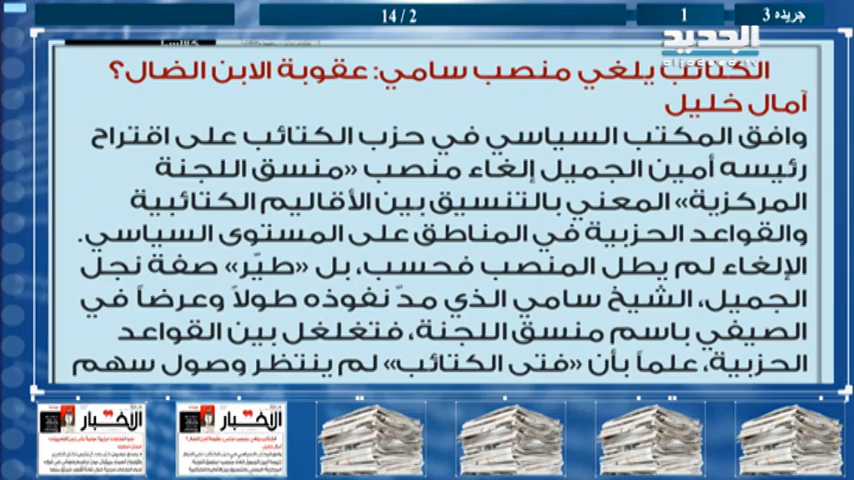 جريده 3
1
14 / 2
الجديد
aljadeed.tv
الكتائب يلغي منصب سامي: عقوبة الابن الضال؟
آمال خليل
وافق المكتب السياسي في حزب الكتائب على اقتراح
رئيسه أمين الجميل إلغاء منصب «منسق اللجنة
المركزية» المعني بالتنسيق بين الأقاليم الكتائبية
والقواعد الحزبية في المناطق على المستوى السياسي.
الإلغاء لم يطل المنصب فحسب، بل «طيّر» صفة نجل
الجميل، الشيخ سامي الذي مدّ نفوذه طولاً وعرضاً في
الصيفي باسم منسق اللجنة، فتغلغل بين القواعد
الحزبية، علماً بأن «فتى الكتائب» لم ينتظر وصول سهم
الأخبار
الأخبار